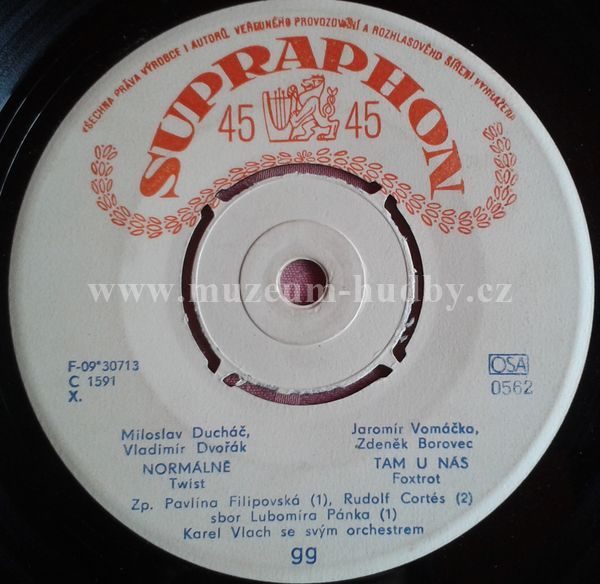 VŠECHNA PRÁVA VÝROBCE I AUTORŮ VEŘEJNÉHO PROVOZOVÁNÍ A ROZHLASOVÉHO ŠÍŘENÍ VYHRAŽENA
SUPRAPHON
45 45
www.muzeum-hudby.cz
F-09*30713
C 1591
X.
OSA
0562
Miloslav Ducháč,
Vladimír Dvořák
NORMÁLNĚ
Twist
Jaromír Vomáčka,
Zdeněk Borovec
TAM U NÁS
Foxtrot
Zp. Pavlína Filipovská (1), Rudolf Cortés (2)
sbor Lubomíra Pánka (1)
Karel Vlach se svým orchestrem
gg